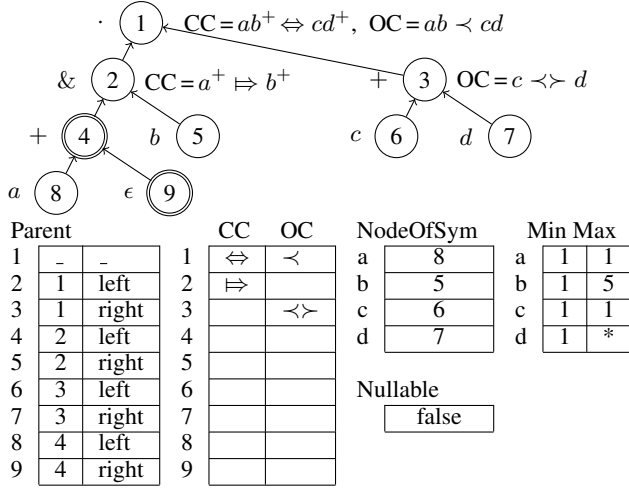 · 1 CC = ab⁺ ⇔ cd⁺, OC = ab ≺ cd
& 2 CC = a⁺ ⤇ b⁺ + 3 OC = c ≺≻ d
+ 4 b 5 c 6 d 7
a 8 ϵ 9
Parent CC OC NodeOfSym Min Max
1 _ _ 1 ⇔ ≺ a 8 a 1 1
2 1 left 2 ⤇ b 5 b 1 5
3 1 right 3 ≺≻ c 6 c 1 1
4 2 left 4 d 7 d 1 *
5 2 right 5
6 3 left 6 Nullable
7 3 right 7 false
8 4 left 8
9 4 right 9